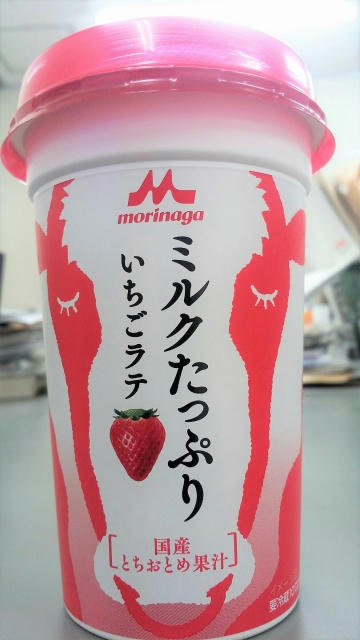 morinaga
ミルクたっぷり
いちごラテ
国産
とちおとめ果汁